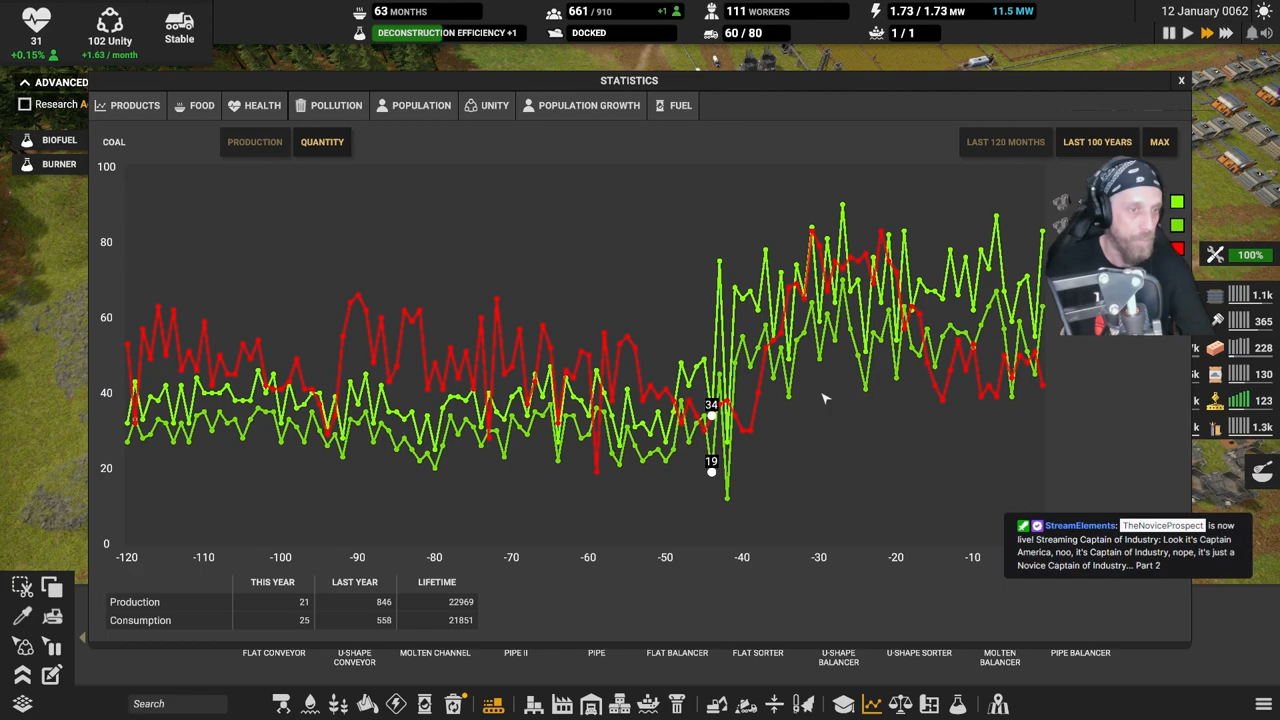 31
+0.15%
102 Unity
+1.63 / month
Stable
63 MONTHS
DECONSTRUCTION EFFICIENCY +1
661 / 910
+1
DOCKED
111 WORKERS
60 / 80
1.73 / 1.73 MW
11.5 MW
1 / 1
12 January 0062
ADVANCED
Research
BIOFUEL
BURNER
STATISTICS
X
PRODUCTS
FOOD
HEALTH
POLLUTION
POPULATION
UNITY
POPULATION GROWTH
FUEL
COAL
PRODUCTION
QUANTITY
LAST 120 MONTHS
LAST 100 YEARS
MAX
100
80
60
40
20
0
34
19
-120
-110
-100
-90
-80
-70
-60
-50
-40
-30
-20
-10
THIS YEAR
LAST YEAR
LIFETIME
Production 21 846 22969
Consumption 25 558 21851
100%
1.1k
365
228
130
123
1.3k
StreamElements: TheNoviceProspect is now
live! Streaming Captain of Industry: Look it's Captain
America, noo, it's Captain of Industry, nope, it's just a
Novice Captain of Industry... Part 2
FLAT CONVEYOR
U-SHAPE CONVEYOR
MOLTEN CHANNEL
PIPE II
PIPE
FLAT BALANCER
FLAT SORTER
U-SHAPE BALANCER
U-SHAPE SORTER
MOLTEN BALANCER
PIPE BALANCER
Search